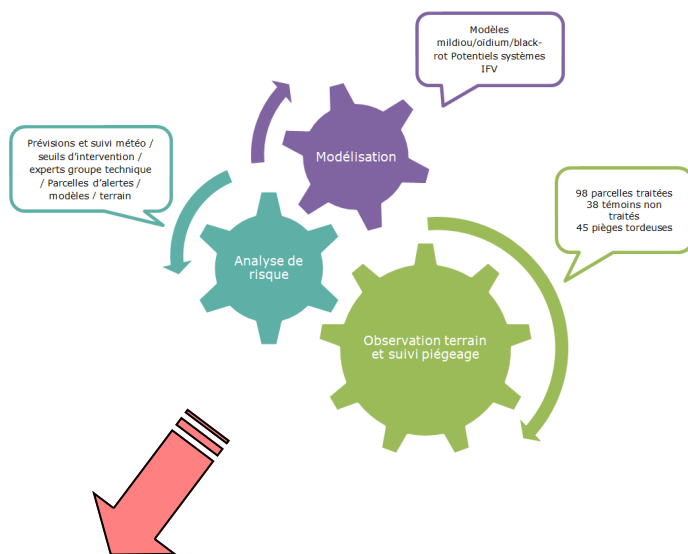 Modèles
mildiou/oïdium/black-
rot Potentiels systèmes
IFV
Modélisation
Prévisions et suivi météo /
seuils d'intervention /
experts groupe technique
/ Parcelles d'alertes /
modèles / terrain
98 parcelles traitées
38 témoins non
traités
45 pièges tordeuses
Analyse de
risque
Observation terrain
et suivi piégeage